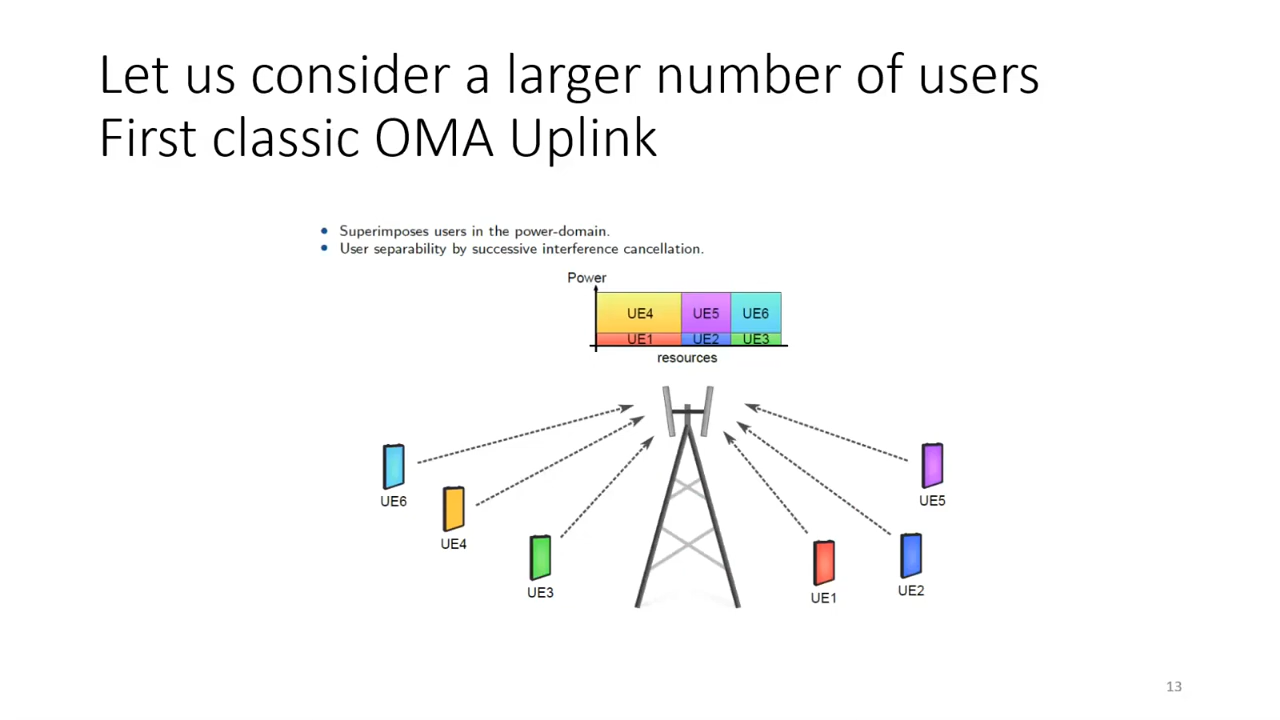 Let us consider a larger number of users
First classic OMA Uplink
• Superimposes users in the power-domain.
• User separability by successive interference cancellation.
Power
UE4 UE5 UE6
UE1 UE2 UE3
resources
UE6
UE5
UE4
UE3
UE1
UE2
13